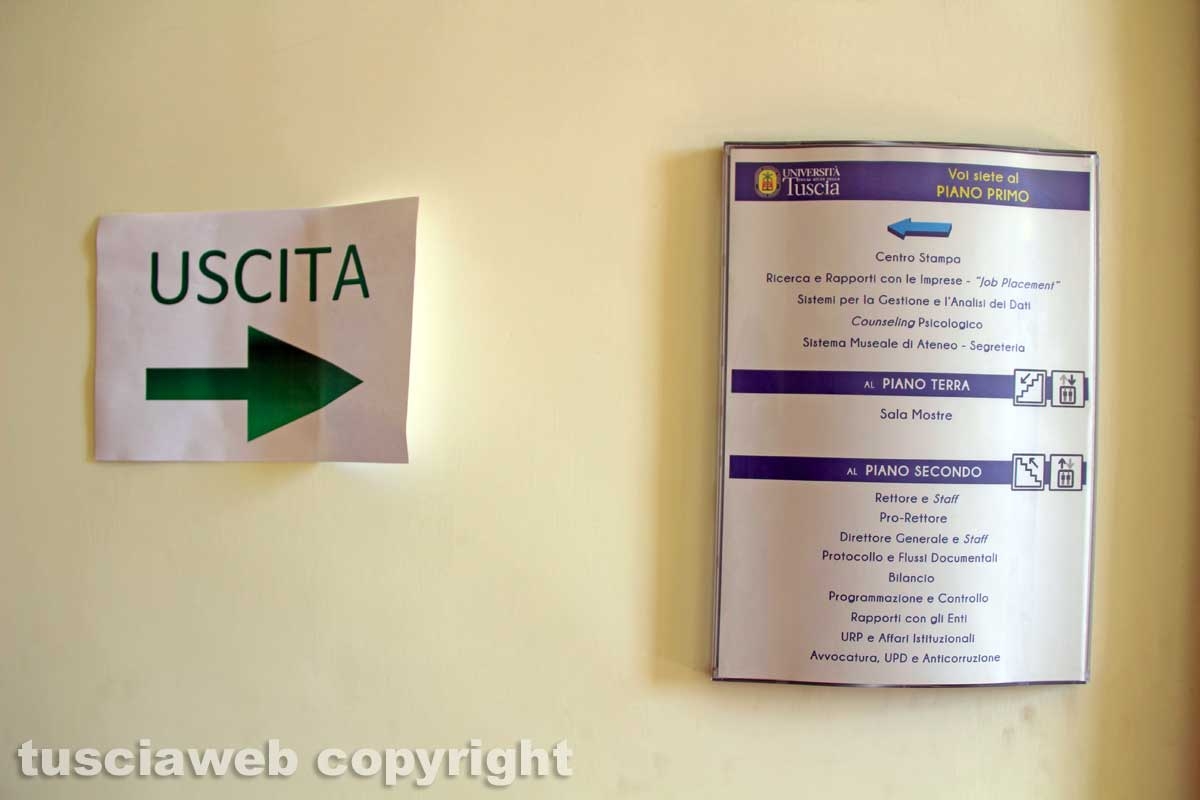 USCITA
UNIVERSITÀ
Tuscia
Voi siete al
PIANO PRIMO
Centro Stampa
Ricerca e Rapporti con le Imprese - "Job Placement"
Sistemi per la Gestione e l'Analisi dei Dati
Counseling Psicologico
Sistema Museale di Ateneo - Segreteria
AL PIANO TERRA
Sala Mostre
AL PIANO SECONDO
Rettore e Staff
Pro-Rettore
Direttore Generale e Staff
Protocollo e Flussi Documentali
Bilancio
Programmazione e Controllo
Rapporti con gli Enti
URP e Affari Istituzionali
Avvocatura, UPD e Anticorruzione
tusciaweb copyright